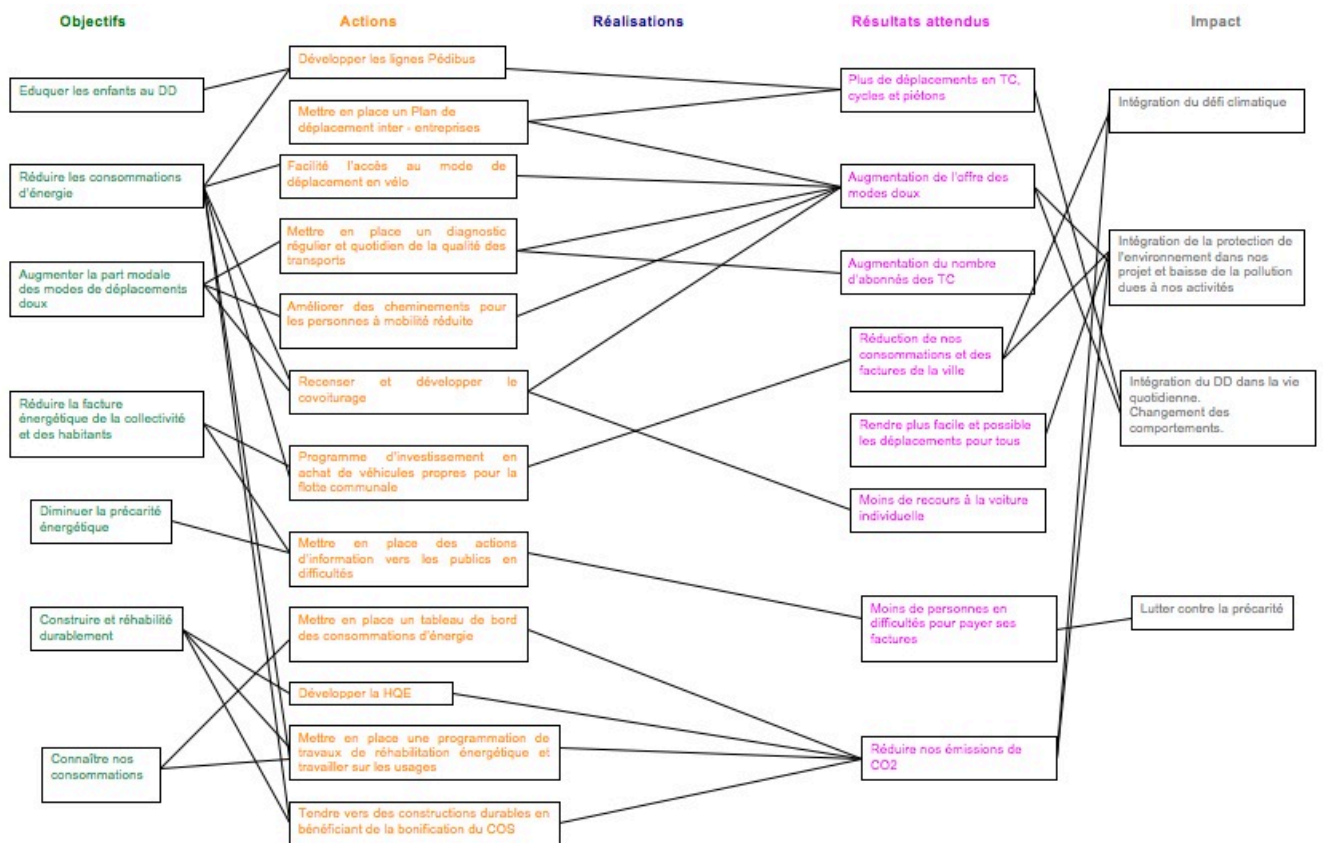 Objectifs
Actions
Réalisations
Résultats attendus
Impact
Eduquer les enfants au DD
Réduire les consommations
d'énergie
Augmenter la part modale
des modes de déplacements
doux
Réduire la facture
énergétique de la collectivité
et des habitants
Diminuer la précarité
énergétique
Construire et réhabilité
durablement
Connaître nos
consommations
Développer les lignes Pédibus
Mettre en place un Plan de
déplacement inter - entreprises
Facilité l'accès au mode de
déplacement en vélo
Mettre en place un diagnostic
régulier et quotidien de la qualité des
transports
Améliorer des cheminements pour
les personnes à mobilité réduite
Recenser et développer le
covoiturage
Programme d'investissement en
achat de véhicules propres pour la
flotte communale
Mettre en place des actions
d'information vers les publics en
difficultés
Mettre en place un tableau de bord
des consommations d'énergie
Développer la HQE
Mettre en place une programmation de
travaux de réhabilitation énergétique et
travailler sur les usages
Tendre vers des constructions durables en
bénéficiant de la bonification du COS
Plus de déplacements en TC,
cycles et piétons
Augmentation de l'offre des
modes doux
Augmentation du nombre
d'abonnés des TC
Réduction de nos
consommations et des
factures de la ville
Rendre plus facile et possible
les déplacements pour tous
Moins de recours à la voiture
individuelle
Moins de personnes en
difficultés pour payer ses
factures
Réduire nos émissions de
CO2
Intégration du défi climatique
Intégration de la protection de
l'environnement dans nos
projet et baisse de la pollution
dues à nos activités
Intégration du DD dans la vie
quotidienne.
Changement des
comportements.
Lutter contre la précarité